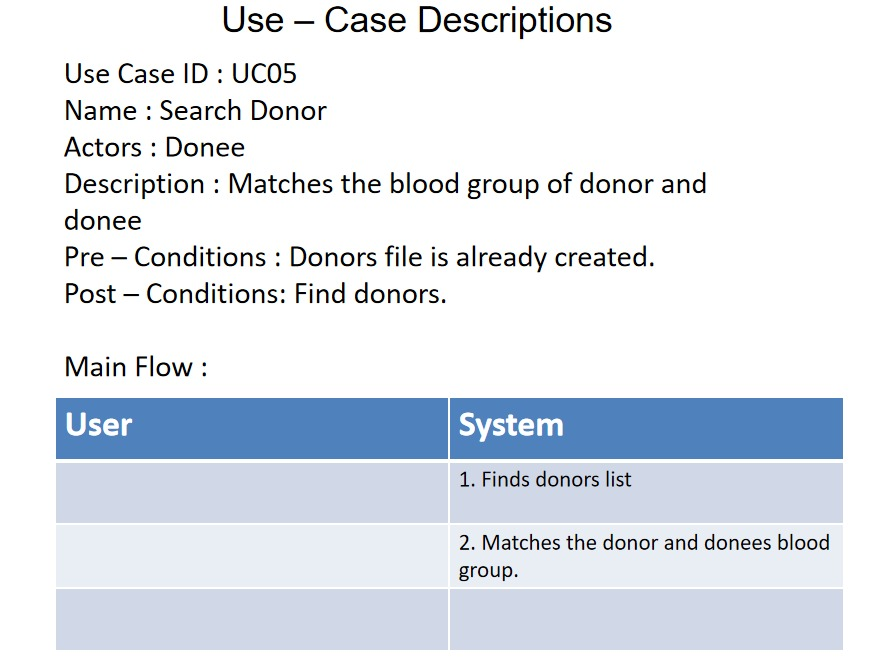 Use – Case Descriptions
Use Case ID : UC05
Name : Search Donor
Actors : Donee
Description : Matches the blood group of donor and
donee
Pre – Conditions : Donors file is already created.
Post – Conditions: Find donors.
Main Flow :
User
System
1. Finds donors list
2. Matches the donor and donees blood
group.